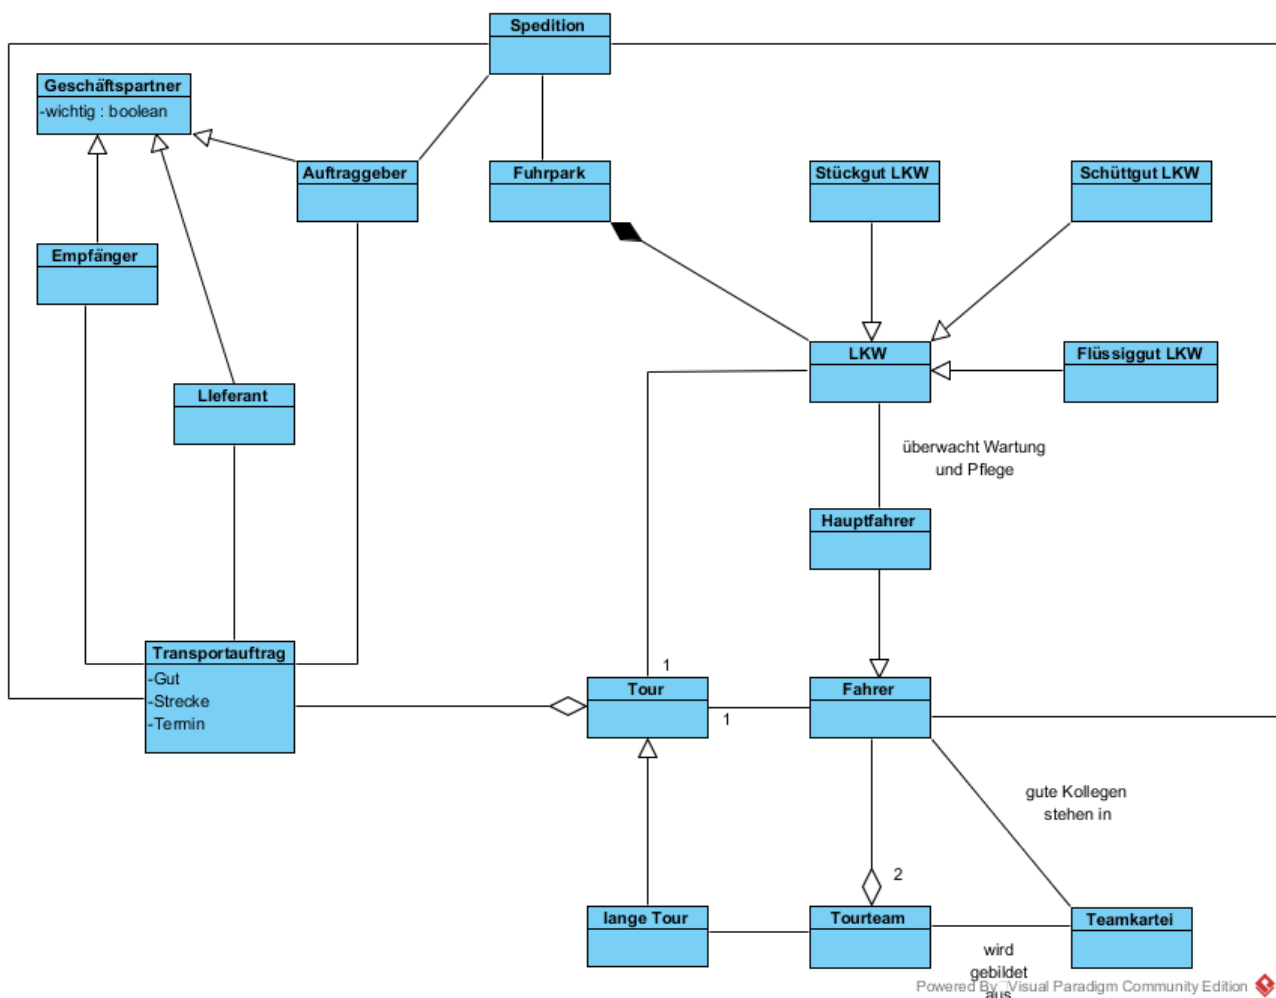 Spedition
Geschäftspartner
-wichtig : boolean
Auftraggeber
Fuhrpark
Stückgut LKW
Schüttgut LKW
Empfänger
LKW
Flüssiggut LKW
LIeferant
überwacht Wartung
und Pflege
Hauptfahrer
Transportauftrag
-Gut
-Strecke
-Termin
1
Tour
1
Fahrer
gute Kollegen
stehen in
2
lange Tour
Tourteam
Teamkartei
wird
gebildet
aus
Powered By Visual Paradigm Community Edition